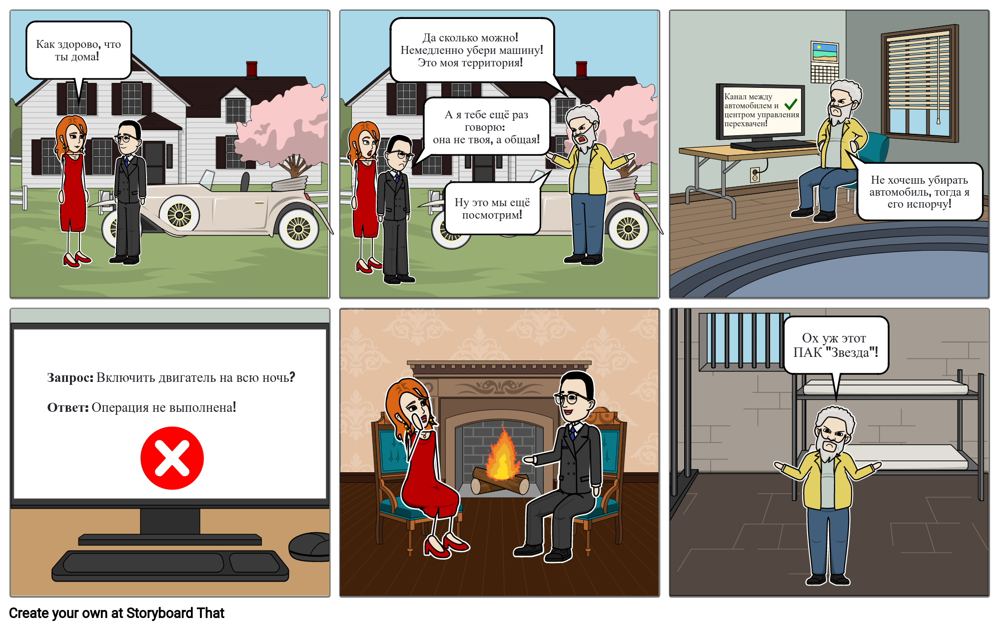 Как здорово, что
ты дома!
Да сколько можно!
Немедленно убери машину!
Это моя территория!
А я тебе ещё раз
говорю:
она не твоя, а общая!
Ну это мы ещё
посмотрим!
Канал между
автомобилем и
центром управления
перехвачен!
Не хочешь убирать
автомобиль, тогда я
его испорчу!
Запрос: Включить двигатель на всю ночь?
Ответ: Операция не выполнена!
Ох уж этот
ПАК "Звезда"!
Create your own at Storyboard That